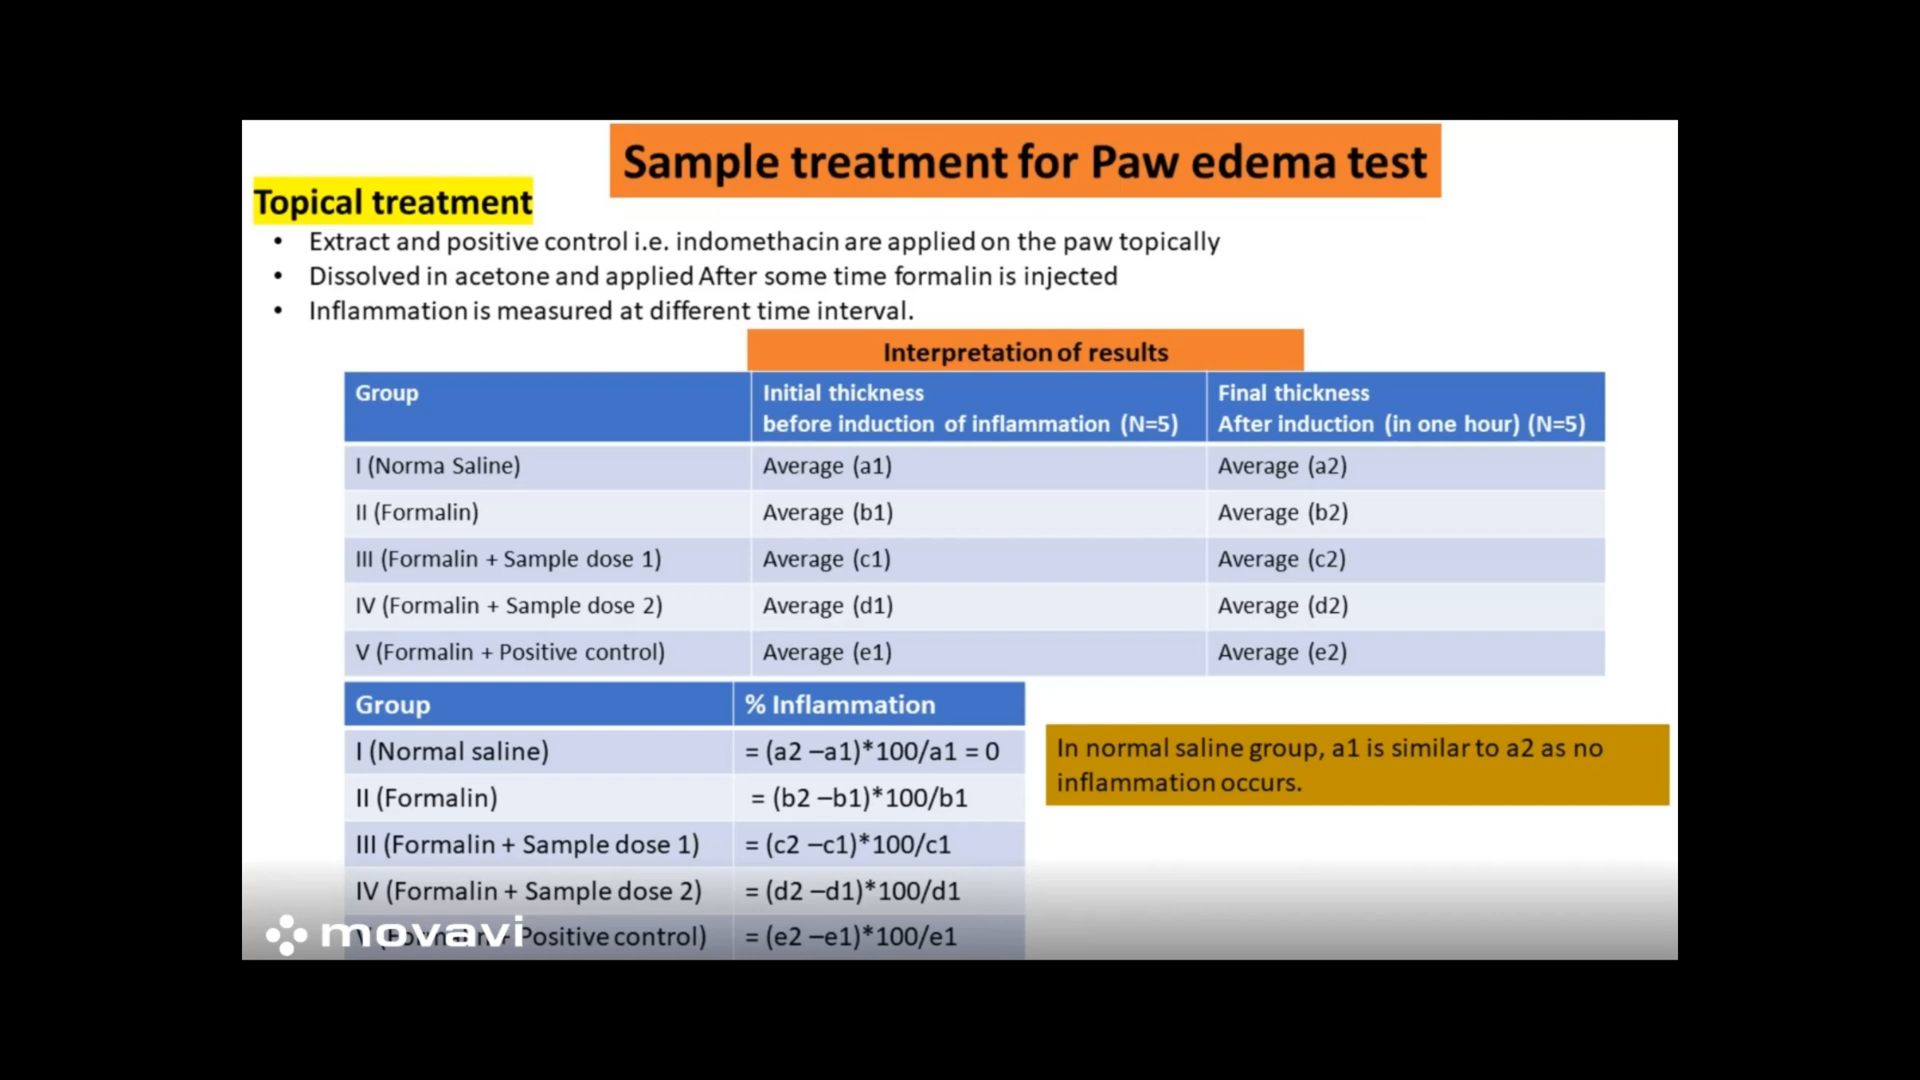 Sample treatment for Paw edema test
Topical treatment
• Extract and positive control i.e. indomethacin are applied on the paw topically
• Dissolved in acetone and applied After some time formalin is injected
• Inflammation is measured at different time interval.
Interpretation of results
Group Initial thickness before induction of inflammation (N=5) Final thickness After induction (in one hour) (N=5)
I (Norma Saline) Average (a1) Average (a2)
II (Formalin) Average (b1) Average (b2)
III (Formalin + Sample dose 1) Average (c1) Average (c2)
IV (Formalin + Sample dose 2) Average (d1) Average (d2)
V (Formalin + Positive control) Average (e1) Average (e2)
Group % Inflammation
I (Normal saline) = (a2 –a1)*100/a1 = 0
II (Formalin) = (b2 –b1)*100/b1
III (Formalin + Sample dose 1) = (c2 –c1)*100/c1
IV (Formalin + Sample dose 2) = (d2 –d1)*100/d1
V (Formalin + Positive control) = (e2 –e1)*100/e1
In normal saline group, a1 is similar to a2 as no
inflammation occurs.
movavi